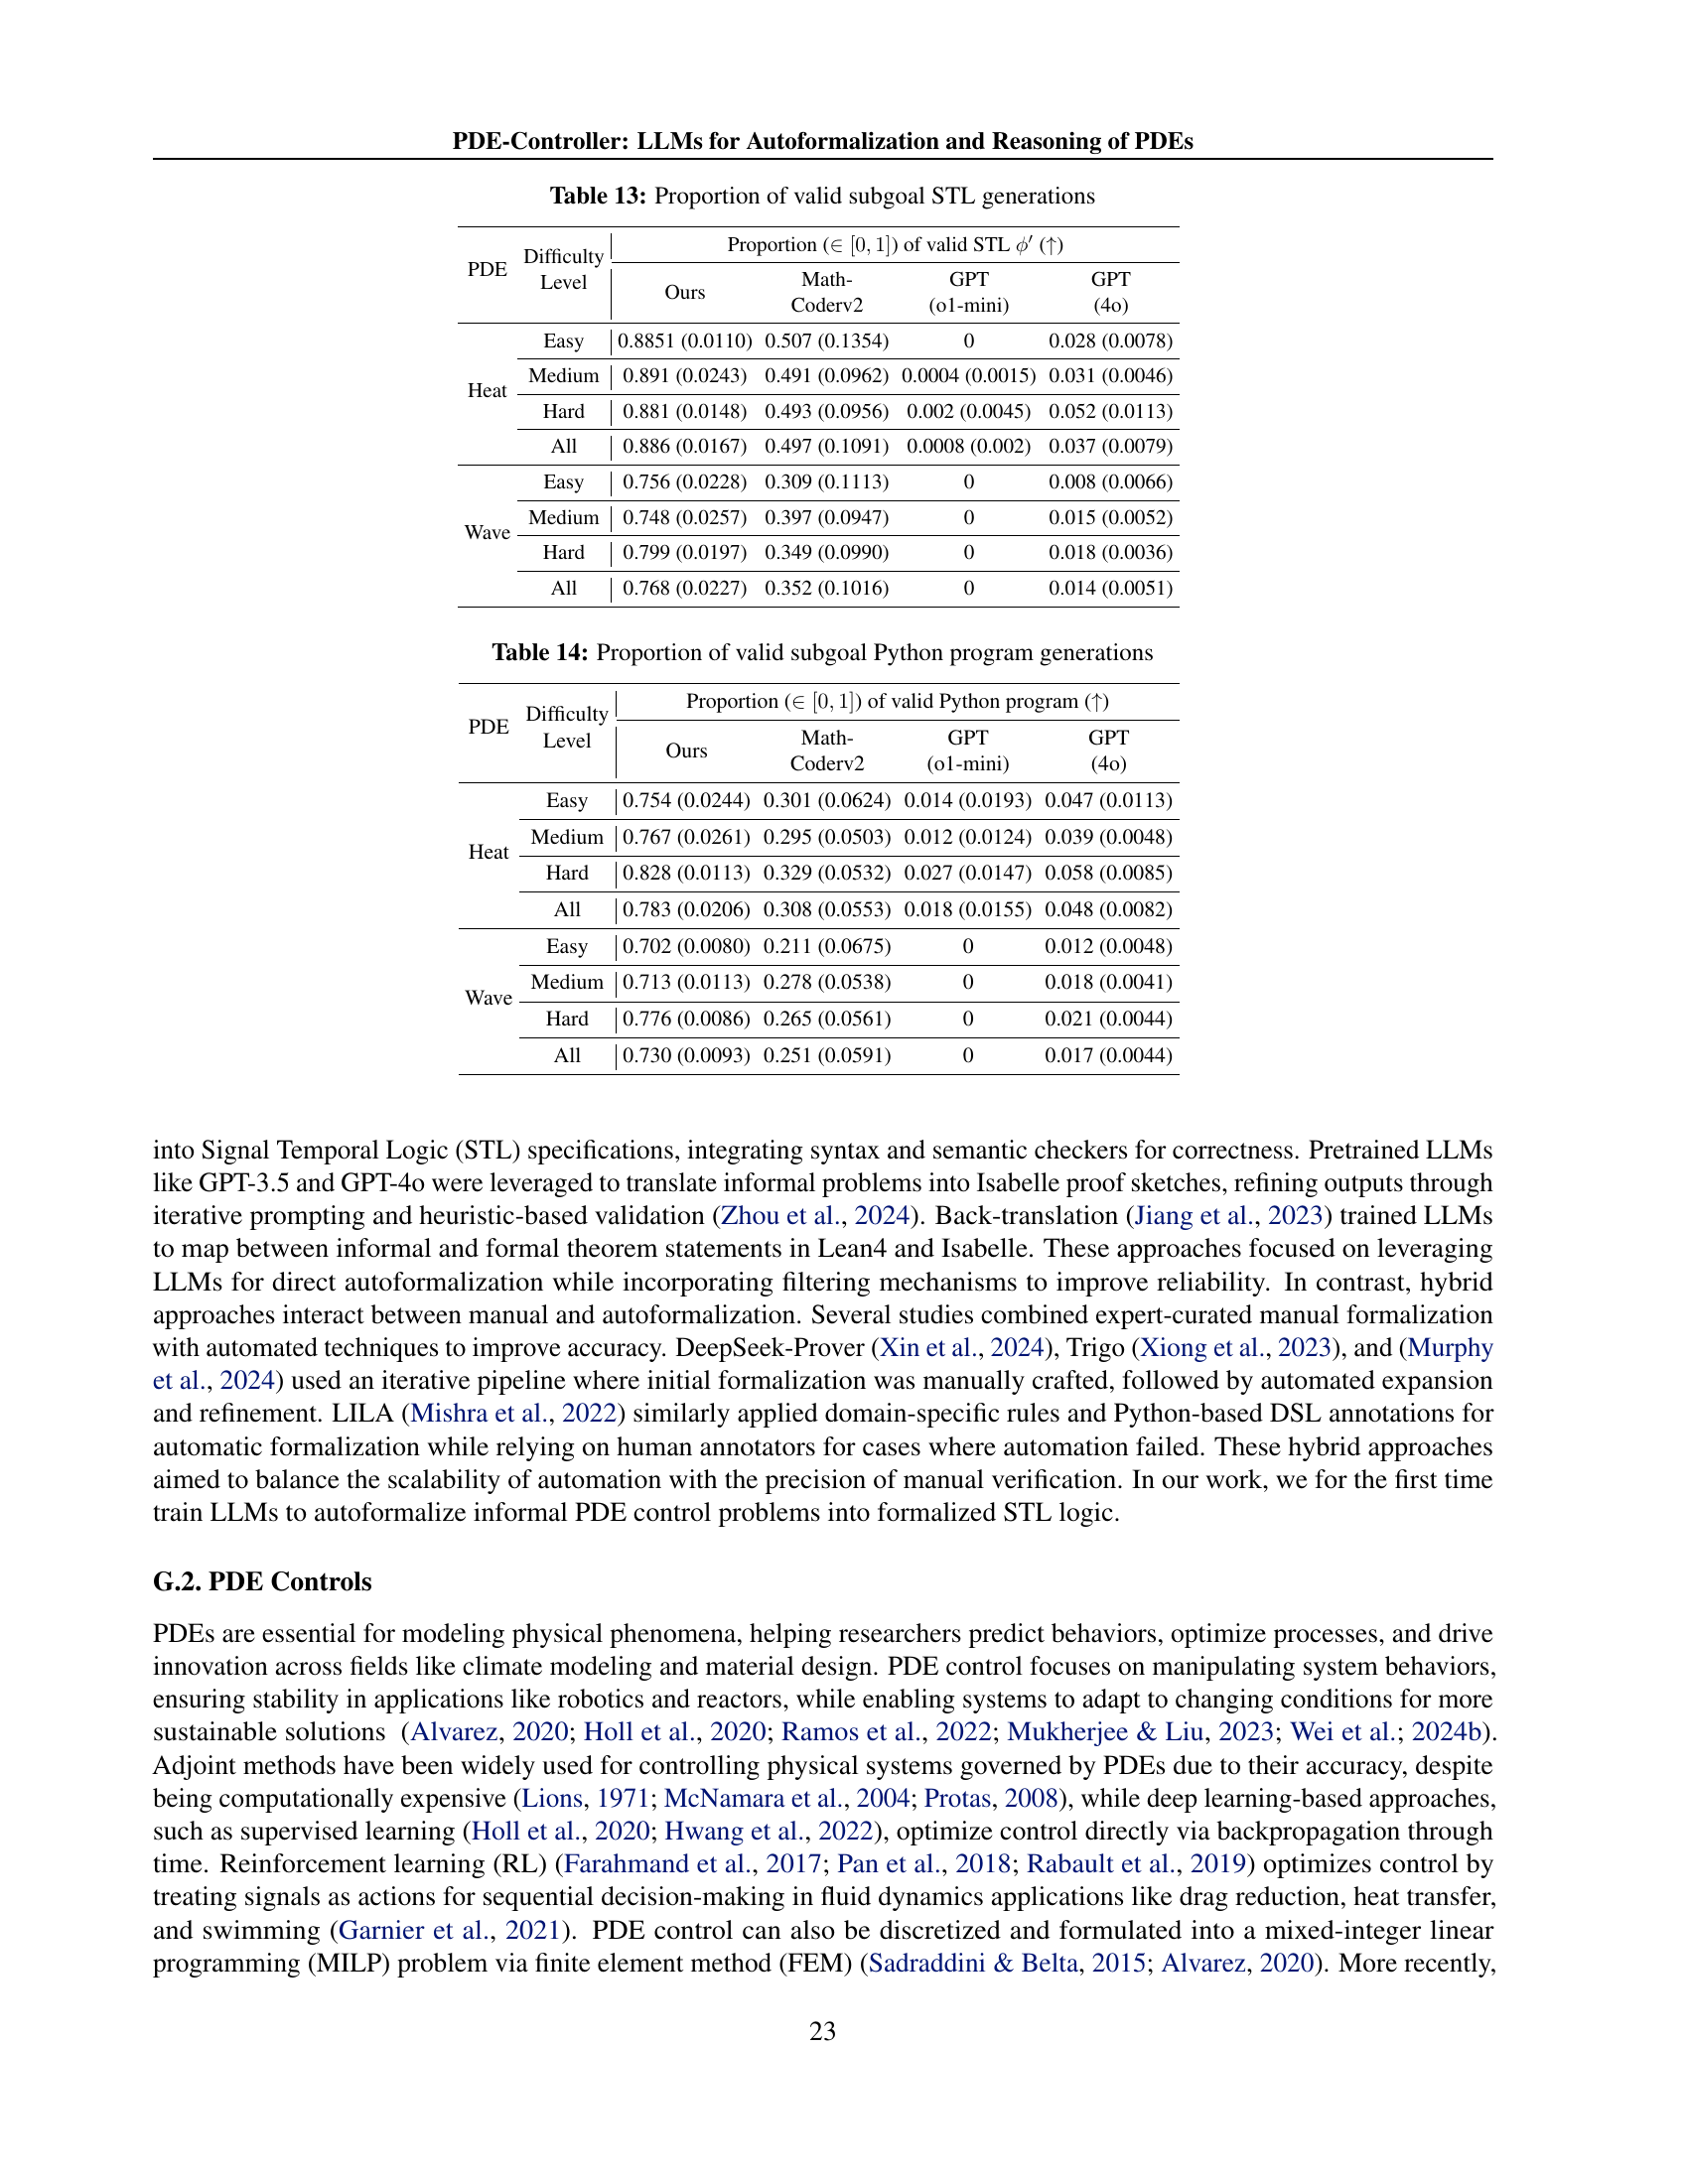 PDE-Controller: LLMs for Autoformalization and Reasoning of PDEs
Table 13: Proportion of valid subgoal STL generations
PDE Difficulty Level Proportion (∈ [0, 1]) of valid STL ϕ′ (↑)
Ours Math-Coderv2 GPT (o1-mini) GPT (4o)
Heat Easy 0.8851 (0.0110) 0.507 (0.1354) 0 0.028 (0.0078)
Medium 0.891 (0.0243) 0.491 (0.0962) 0.0004 (0.0015) 0.031 (0.0046)
Hard 0.881 (0.0148) 0.493 (0.0956) 0.002 (0.0045) 0.052 (0.0113)
All 0.886 (0.0167) 0.497 (0.1091) 0.0008 (0.002) 0.037 (0.0079)
Wave Easy 0.756 (0.0228) 0.309 (0.1113) 0 0.008 (0.0066)
Medium 0.748 (0.0257) 0.397 (0.0947) 0 0.015 (0.0052)
Hard 0.799 (0.0197) 0.349 (0.0990) 0 0.018 (0.0036)
All 0.768 (0.0227) 0.352 (0.1016) 0 0.014 (0.0051)
Table 14: Proportion of valid subgoal Python program generations
PDE Difficulty Level Proportion (∈ [0, 1]) of valid Python program (↑)
Ours Math-Coderv2 GPT (o1-mini) GPT (4o)
Heat Easy 0.754 (0.0244) 0.301 (0.0624) 0.014 (0.0193) 0.047 (0.0113)
Medium 0.767 (0.0261) 0.295 (0.0503) 0.012 (0.0124) 0.039 (0.0048)
Hard 0.828 (0.0113) 0.329 (0.0532) 0.027 (0.0147) 0.058 (0.0085)
All 0.783 (0.0206) 0.308 (0.0553) 0.018 (0.0155) 0.048 (0.0082)
Wave Easy 0.702 (0.0080) 0.211 (0.0675) 0 0.012 (0.0048)
Medium 0.713 (0.0113) 0.278 (0.0538) 0 0.018 (0.0041)
Hard 0.776 (0.0086) 0.265 (0.0561) 0 0.021 (0.0044)
All 0.730 (0.0093) 0.251 (0.0591) 0 0.017 (0.0044)
into Signal Temporal Logic (STL) specifications, integrating syntax and semantic checkers for correctness. Pretrained LLMs
like GPT-3.5 and GPT-4o were leveraged to translate informal problems into Isabelle proof sketches, refining outputs through
iterative prompting and heuristic-based validation (Zhou et al., 2024). Back-translation (Jiang et al., 2023) trained LLMs
to map between informal and formal theorem statements in Lean4 and Isabelle. These approaches focused on leveraging
LLMs for direct autoformalization while incorporating filtering mechanisms to improve reliability. In contrast, hybrid
approaches interact between manual and autoformalization. Several studies combined expert-curated manual formalization
with automated techniques to improve accuracy. DeepSeek-Prover (Xin et al., 2024), Trigo (Xiong et al., 2023), and (Murphy
et al., 2024) used an iterative pipeline where initial formalization was manually crafted, followed by automated expansion
and refinement. LILA (Mishra et al., 2022) similarly applied domain-specific rules and Python-based DSL annotations for
automatic formalization while relying on human annotators for cases where automation failed. These hybrid approaches
aimed to balance the scalability of automation with the precision of manual verification. In our work, we for the first time
train LLMs to autoformalize informal PDE control problems into formalized STL logic.
G.2. PDE Controls
PDEs are essential for modeling physical phenomena, helping researchers predict behaviors, optimize processes, and drive
innovation across fields like climate modeling and material design. PDE control focuses on manipulating system behaviors,
ensuring stability in applications like robotics and reactors, while enabling systems to adapt to changing conditions for more
sustainable solutions (Alvarez, 2020; Holl et al., 2020; Ramos et al., 2022; Mukherjee & Liu, 2023; Wei et al.; 2024b).
Adjoint methods have been widely used for controlling physical systems governed by PDEs due to their accuracy, despite
being computationally expensive (Lions, 1971; McNamara et al., 2004; Protas, 2008), while deep learning-based approaches,
such as supervised learning (Holl et al., 2020; Hwang et al., 2022), optimize control directly via backpropagation through
time. Reinforcement learning (RL) (Farahmand et al., 2017; Pan et al., 2018; Rabault et al., 2019) optimizes control by
treating signals as actions for sequential decision-making in fluid dynamics applications like drag reduction, heat transfer,
and swimming (Garnier et al., 2021). PDE control can also be discretized and formulated into a mixed-integer linear
programming (MILP) problem via finite element method (FEM) (Sadraddini & Belta, 2015; Alvarez, 2020). More recently,
23